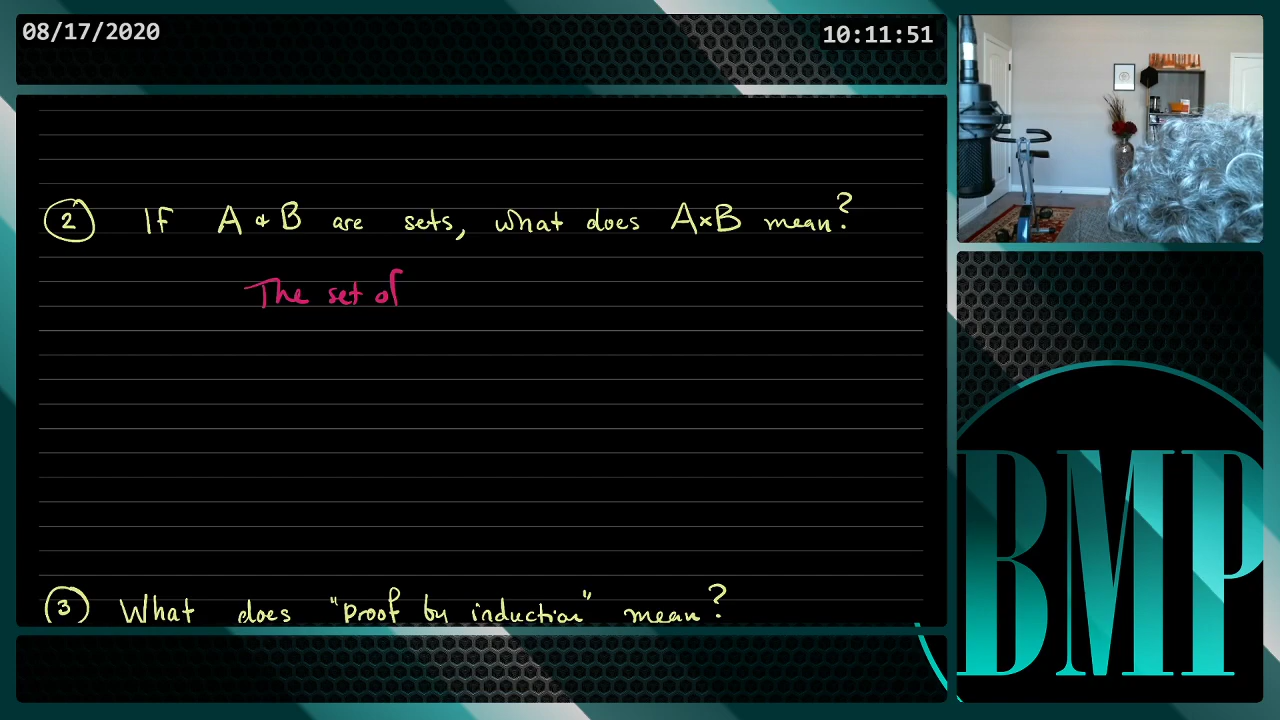 08/17/2020
10:11:51
② If A & B are sets, what does A×B mean?
The set of
③ What does "proof by induction" mean?
BMP